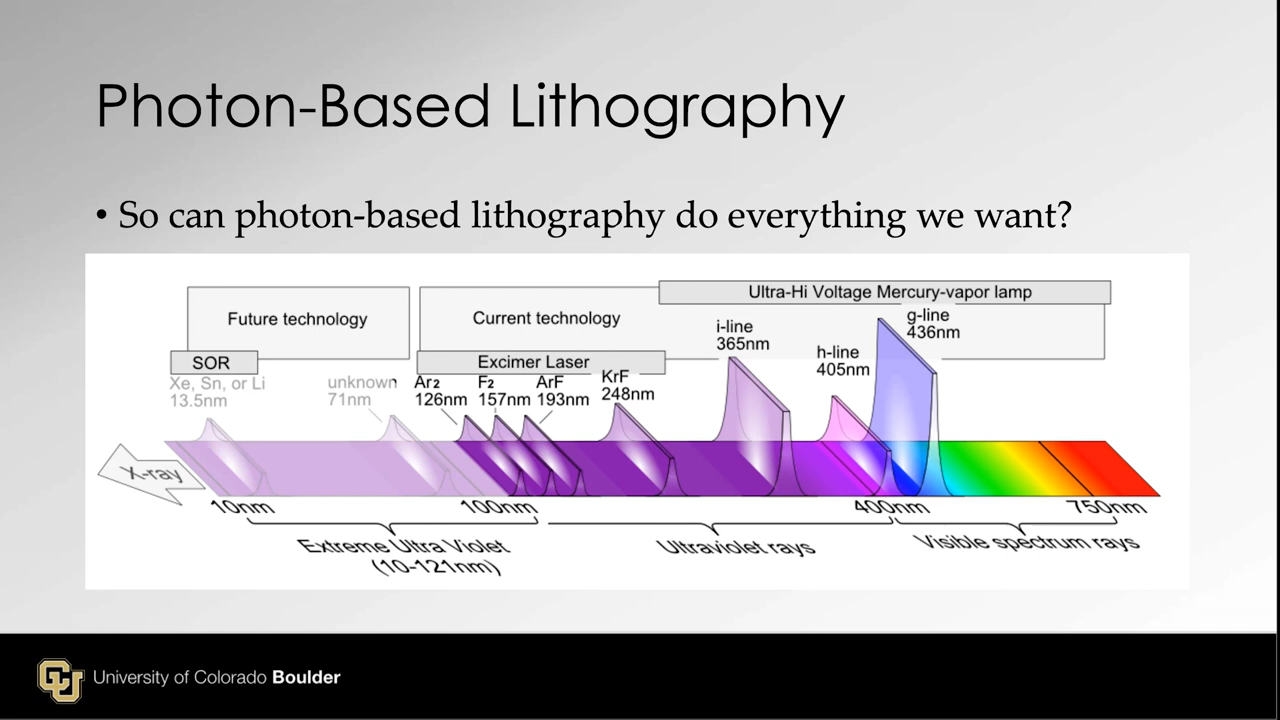 Photon-Based Lithography
• So can photon-based lithography do everything we want?
Ultra-Hi Voltage Mercury-vapor lamp
Future technology
Current technology
SOR
Excimer Laser
Xe, Sn, or Li
13.5nm
unknown
71nm
Ar2
126nm
F2
157nm
ArF
193nm
KrF
248nm
i-line
365nm
h-line
405nm
g-line
436nm
X-ray
10nm
100nm
400nm
750nm
Extreme Ultra Violet
(10-121nm)
Ultraviolet rays
Visible spectrum rays
CU
University of Colorado Boulder